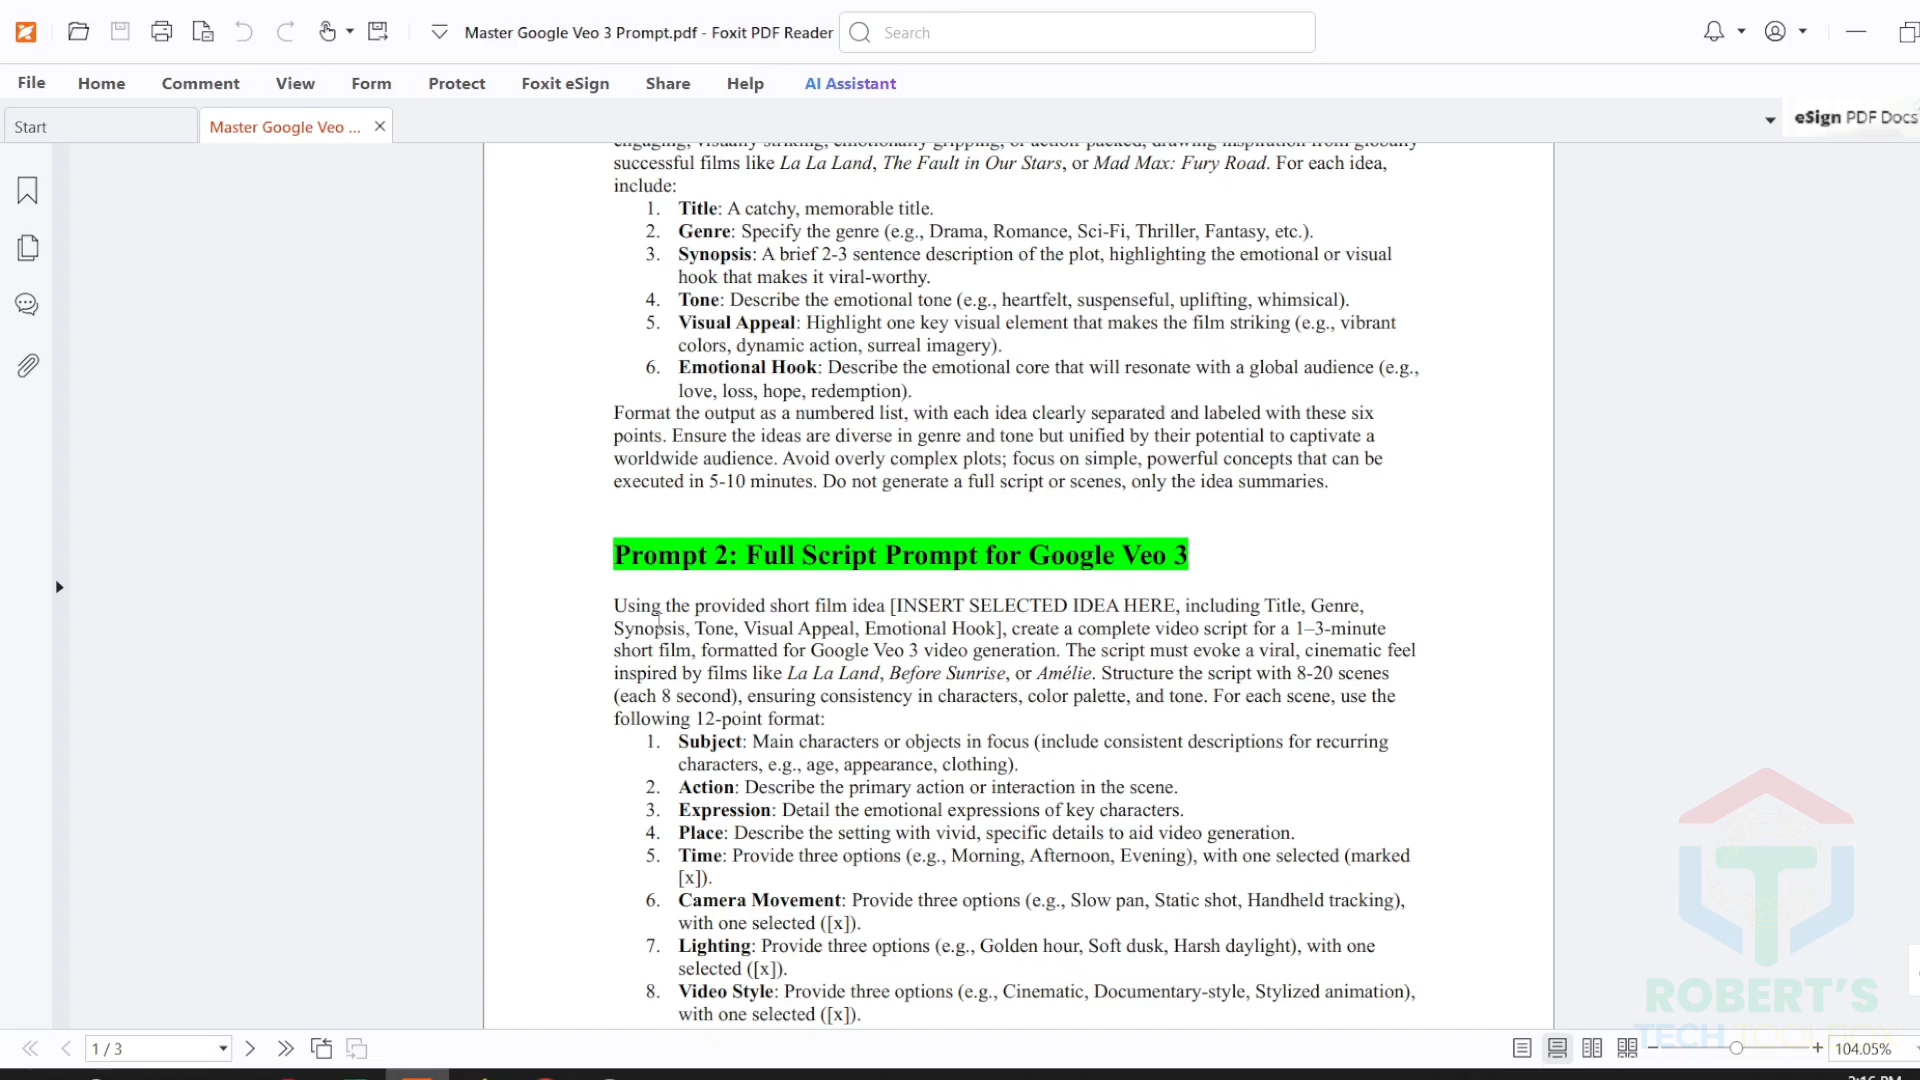 Master Google Veo 3 Prompt.pdf - Foxit PDF Reader
Search
File
Home
Comment
View
Form
Protect
Foxit eSign
Share
Help
AI Assistant
Start
Master Google Veo ...
eSign PDF Docs
engaging, visually striking, emotionally gripping, or action-packed, drawing inspiration from globally
successful films like La La Land, The Fault in Our Stars, or Mad Max: Fury Road. For each idea,
include:
1. Title: A catchy, memorable title.
2. Genre: Specify the genre (e.g., Drama, Romance, Sci-Fi, Thriller, Fantasy, etc.).
3. Synopsis: A brief 2-3 sentence description of the plot, highlighting the emotional or visual
hook that makes it viral-worthy.
4. Tone: Describe the emotional tone (e.g., heartfelt, suspenseful, uplifting, whimsical).
5. Visual Appeal: Highlight one key visual element that makes the film striking (e.g., vibrant
colors, dynamic action, surreal imagery).
6. Emotional Hook: Describe the emotional core that will resonate with a global audience (e.g.,
love, loss, hope, redemption).
Format the output as a numbered list, with each idea clearly separated and labeled with these six
points. Ensure the ideas are diverse in genre and tone but unified by their potential to captivate a
worldwide audience. Avoid overly complex plots; focus on simple, powerful concepts that can be
executed in 5-10 minutes. Do not generate a full script or scenes, only the idea summaries.
Prompt 2: Full Script Prompt for Google Veo 3
Using the provided short film idea [INSERT SELECTED IDEA HERE, including Title, Genre,
Synopsis, Tone, Visual Appeal, Emotional Hook], create a complete video script for a 1–3-minute
short film, formatted for Google Veo 3 video generation. The script must evoke a viral, cinematic feel
inspired by films like La La Land, Before Sunrise, or Amélie. Structure the script with 8-20 scenes
(each 8 second), ensuring consistency in characters, color palette, and tone. For each scene, use the
following 12-point format:
1. Subject: Main characters or objects in focus (include consistent descriptions for recurring
characters, e.g., age, appearance, clothing).
2. Action: Describe the primary action or interaction in the scene.
3. Expression: Detail the emotional expressions of key characters.
4. Place: Describe the setting with vivid, specific details to aid video generation.
5. Time: Provide three options (e.g., Morning, Afternoon, Evening), with one selected (marked
[x]).
6. Camera Movement: Provide three options (e.g., Slow pan, Static shot, Handheld tracking),
with one selected ([x]).
7. Lighting: Provide three options (e.g., Golden hour, Soft dusk, Harsh daylight), with one
selected ([x]).
8. Video Style: Provide three options (e.g., Cinematic, Documentary-style, Stylized animation),
with one selected ([x]).
ROBERT'S
TECH TOOLBOX
1 / 3
104.05%